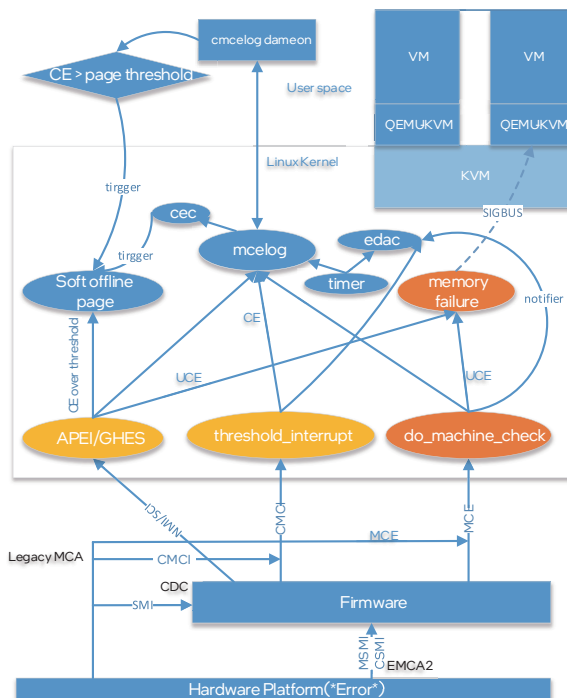 cmcelog dameon
VM
VM
CE > page threshold
User space
QEMUKVM
QEMUKVM
LinuxKernel
KVM
tirgger
SIGBUS
cec
edac
tirgger
mcelog
timer
Soft offline
page
memory
failure
notifier
CE over threshold
CE
UCE
UCE
APEI/GHES
threshold_interrupt
do_machine_check
NMI/SCI
CMCI
MCE
MCE
Legacy MCA
CMCI
CDC
SMI
Firmware
MSMI
CSMI
EMCA2
Hardware Platform(*Error*)